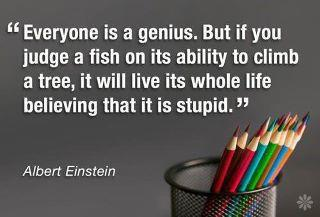 “Everyone is a genius. But if you
judge a fish on its ability to climb
a tree, it will live its whole life
believing that it is stupid.”
Albert Einstein